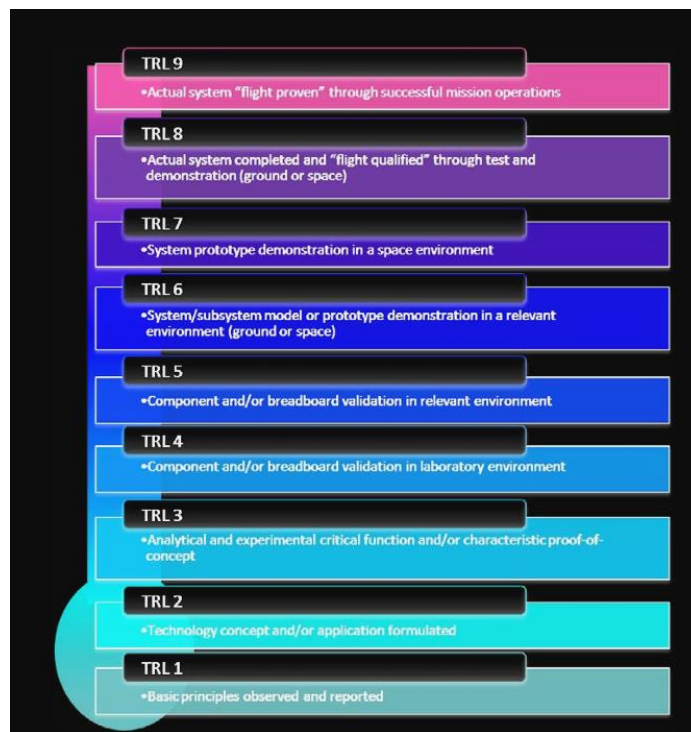 TRL 9
•Actual system “flight proven” through successful mission operations
TRL 8
•Actual system completed and “flight qualified” through test and
demonstration (ground or space)
TRL 7
•System prototype demonstration in a space environment
TRL 6
•System/subsystem model or prototype demonstration in a relevant
environment (ground or space)
TRL 5
•Component and/or breadboard validation in relevant environment
TRL 4
•Component and/or breadboard validation in laboratory environment
TRL 3
•Analytical and experimental critical function and/or characteristic proof-of-
concept
TRL 2
•Technology concept and/or application formulated
TRL 1
•Basic principles observed and reported